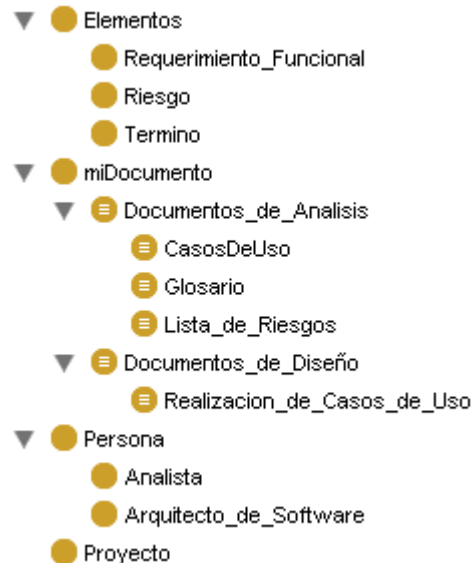 Elementos
Requerimiento_Funcional
Riesgo
Termino
miDocumento
Documentos_de_Analisis
CasosDeUso
Glosario
Lista_de_Riesgos
Documentos_de_Diseño
Realizacion_de_Casos_de_Uso
Persona
Analista
Arquitecto_de_Software
Proyecto